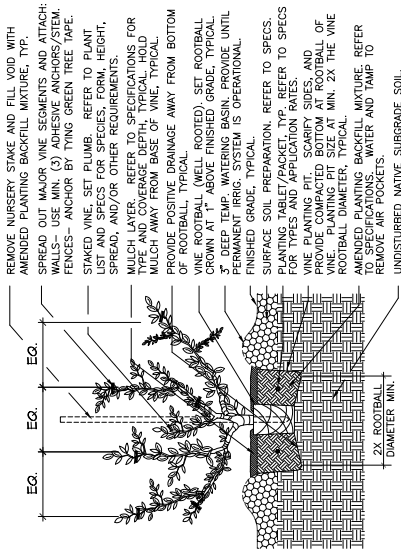 REMOVE NURSERY STAKE AND FILL VOID WITH
AMENDED PLANTING BACKFILL MIXTURE, TYP.
SPREAD OUT MAJOR VINE SEGMENTS AND ATTACH:
WALLS- USE MIN. (3) ADHESIVE ANCHORS/STEM.
FENCES- ANCHOR BY TYING GREEN TREE TAPE.
STAKED VINE, SET PLUMB. REFER TO PLANT
LIST AND SPECS FOR SPECIES, FORM, HEIGHT,
SPREAD, AND/OR OTHER REQUIREMENTS.
MULCH LAYER. REFER TO SPECIFICATIONS FOR
TYPE AND COVERAGE DEPTH, TYPICAL. HOLD
MULCH AWAY FROM BASE OF VINE, TYPICAL.
PROVIDE POSITIVE DRAINAGE AWAY FROM BOTTOM
OF ROOTBALL, TYPICAL.
VINE ROOTBALL (WELL ROOTED). SET ROOTBALL
CROWN AT 1" ABOVE FINISHED GRADE, TYPICAL.
3" DEEP TEMP. WATERING BASIN. PROVIDE UNTIL
PERMANENT IRRIG. SYSTEM IS OPERATIONAL.
FINISHED GRADE, TYPICAL.
SURFACE SOIL PREPARATION. REFER TO SPECS.
PLANTING TABLET/PACKET, TYP. REFER TO SPECS
FOR TYPES AND APPLICATION RATES.
VINE PLANTING PIT. SCARIFY SIDES, AND
PROVIDE COMPACTED BOTTOM AT ROOTBALL OF
VINE. PLANTING PIT SIZE AT MIN. 2X THE VINE
ROOTBALL DIAMETER, TYPICAL.
AMENDED PLANTING BACKFILL MIXTURE. REFER
TO SPECIFICATIONS. WATER AND TAMP TO
REMOVE AIR POCKETS.
UNDISTURBED NATIVE SUBGRADE SOIL.
EQ. EQ. EQ.
2X ROOTBALL
DIAMETER MIN.